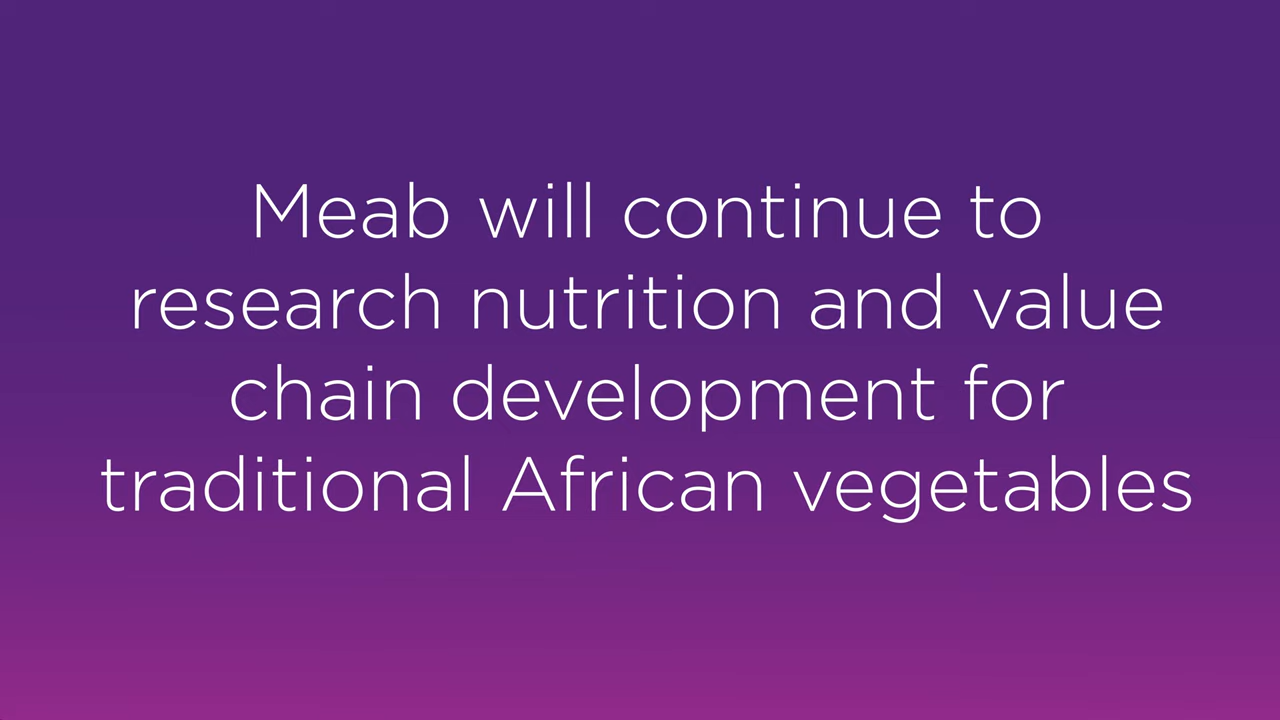 Meab will continue to
research nutrition and value
chain development for
traditional African vegetables